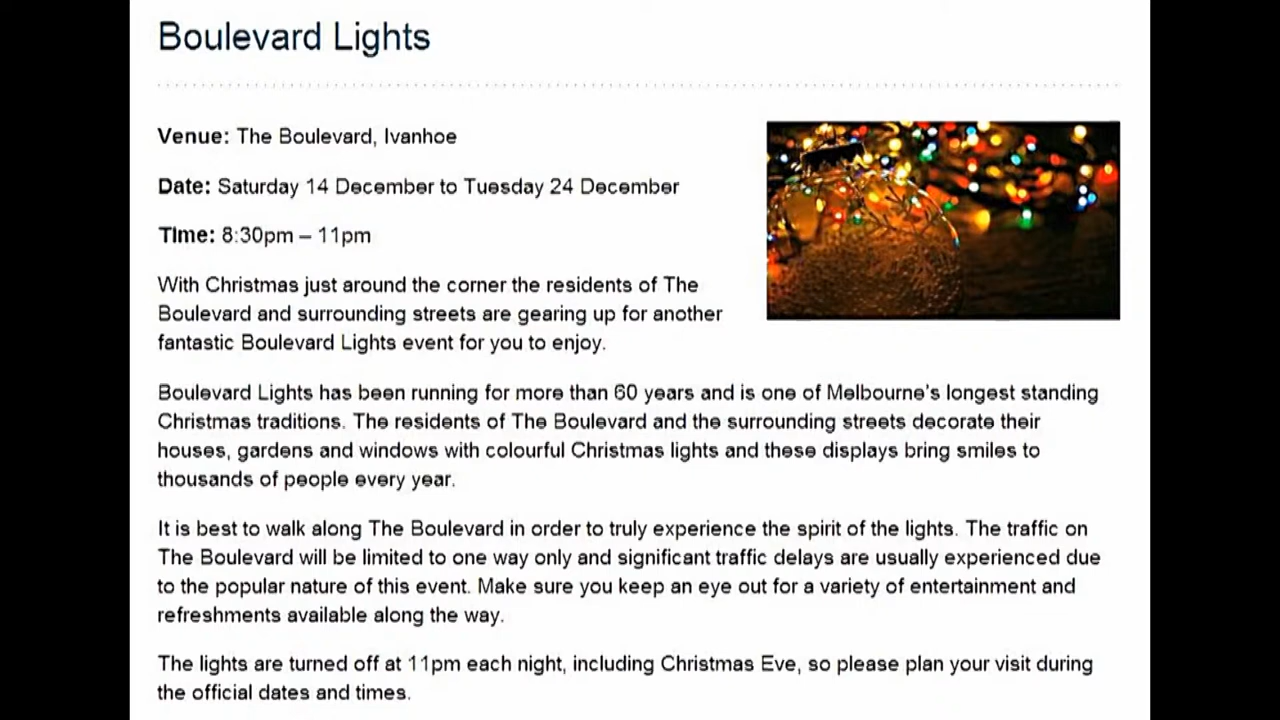 Boulevard Lights
Venue: The Boulevard, Ivanhoe
Date: Saturday 14 December to Tuesday 24 December
Time: 8:30pm – 11pm
With Christmas just around the corner the residents of The
Boulevard and surrounding streets are gearing up for another
fantastic Boulevard Lights event for you to enjoy.
Boulevard Lights has been running for more than 60 years and is one of Melbourne's longest standing
Christmas traditions. The residents of The Boulevard and the surrounding streets decorate their
houses, gardens and windows with colourful Christmas lights and these displays bring smiles to
thousands of people every year.
It is best to walk along The Boulevard in order to truly experience the spirit of the lights. The traffic on
The Boulevard will be limited to one way only and significant traffic delays are usually experienced due
to the popular nature of this event. Make sure you keep an eye out for a variety of entertainment and
refreshments available along the way.
The lights are turned off at 11pm each night, including Christmas Eve, so please plan your visit during
the official dates and times.